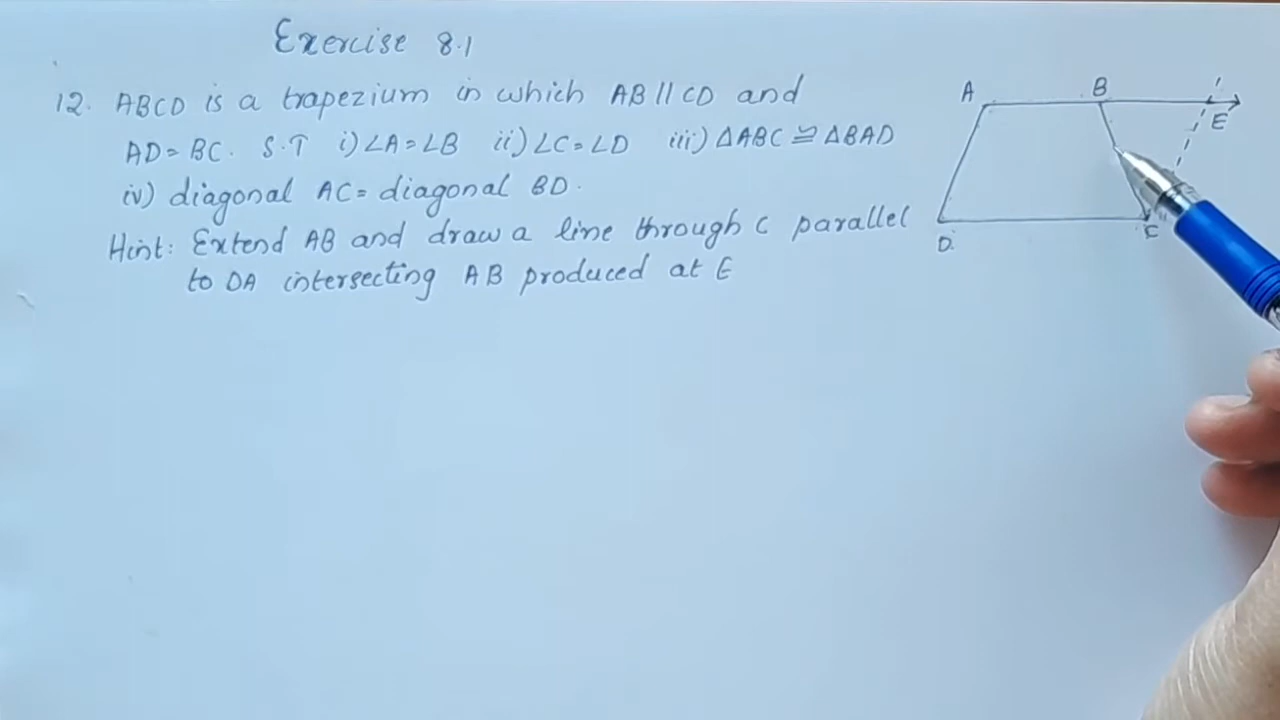 Exercise 8.1
12. ABCD is a trapezium in which AB || CD and
AD = BC. S.T i) ∠A = ∠B ii) ∠C = ∠D iii) ΔABC ≅ ΔBAD
iv) diagonal AC = diagonal BD.
Hint: Extend AB and draw a line through C parallel
to DA intersecting AB produced at E
A B
E
D. C